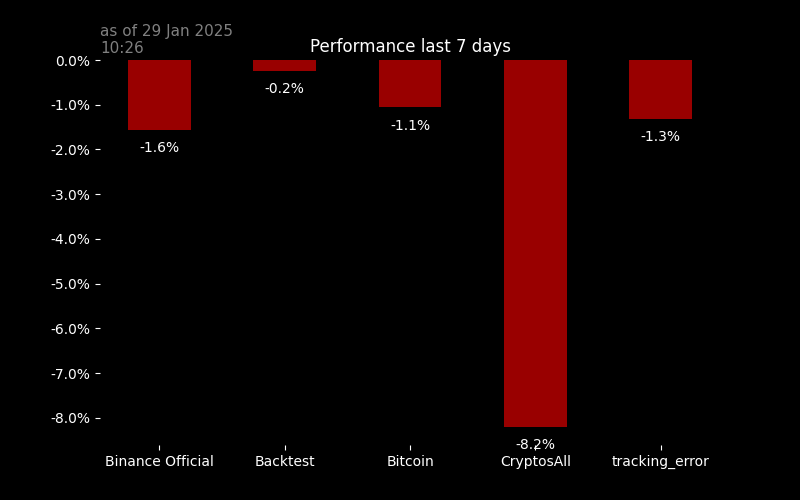 as of 29 Jan 2025
10:26
Performance last 7 days
0.0%
-1.0%
-2.0%
-3.0%
-4.0%
-5.0%
-6.0%
-7.0%
-8.0%
-1.6%
-0.2%
-1.1%
-8.2%
-1.3%
Binance Official
Backtest
Bitcoin
CryptosAll
tracking_error